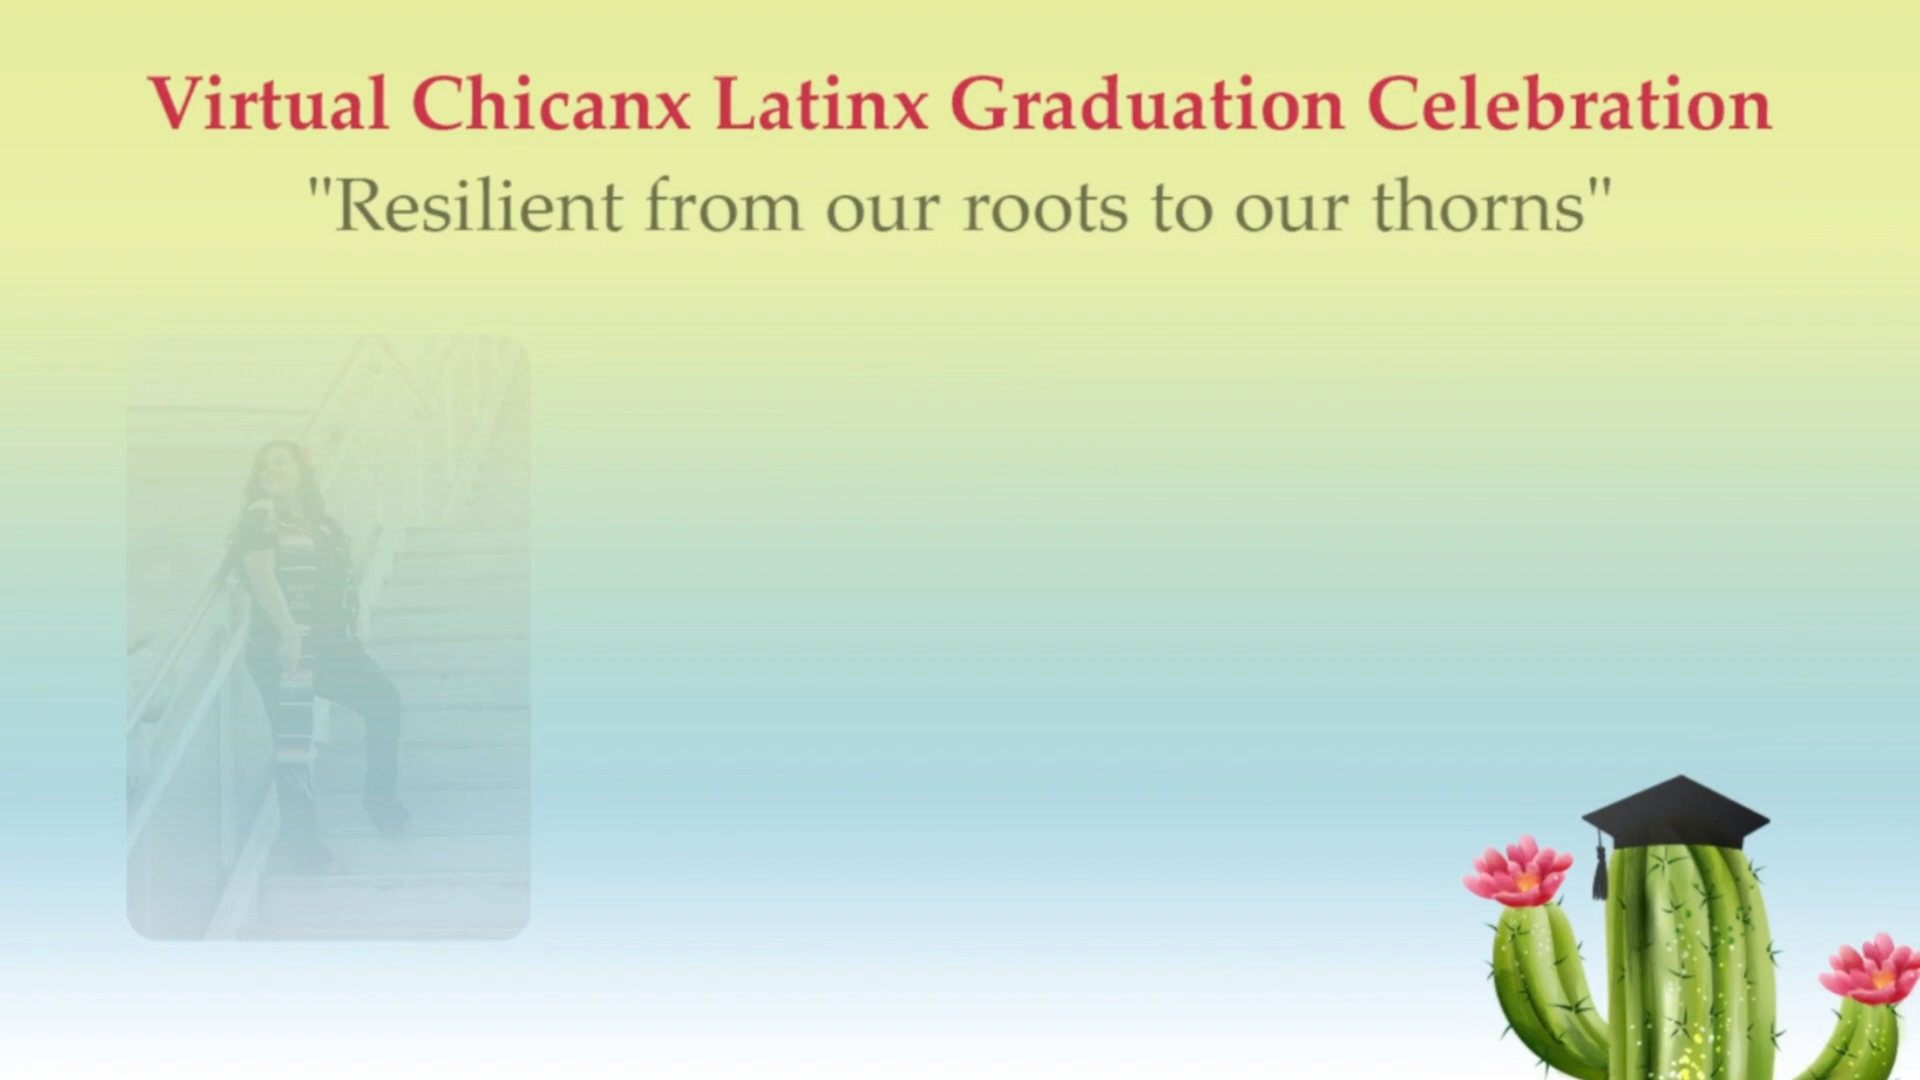 Virtual Chicanx Latinx Graduation Celebration
"Resilient from our roots to our thorns"